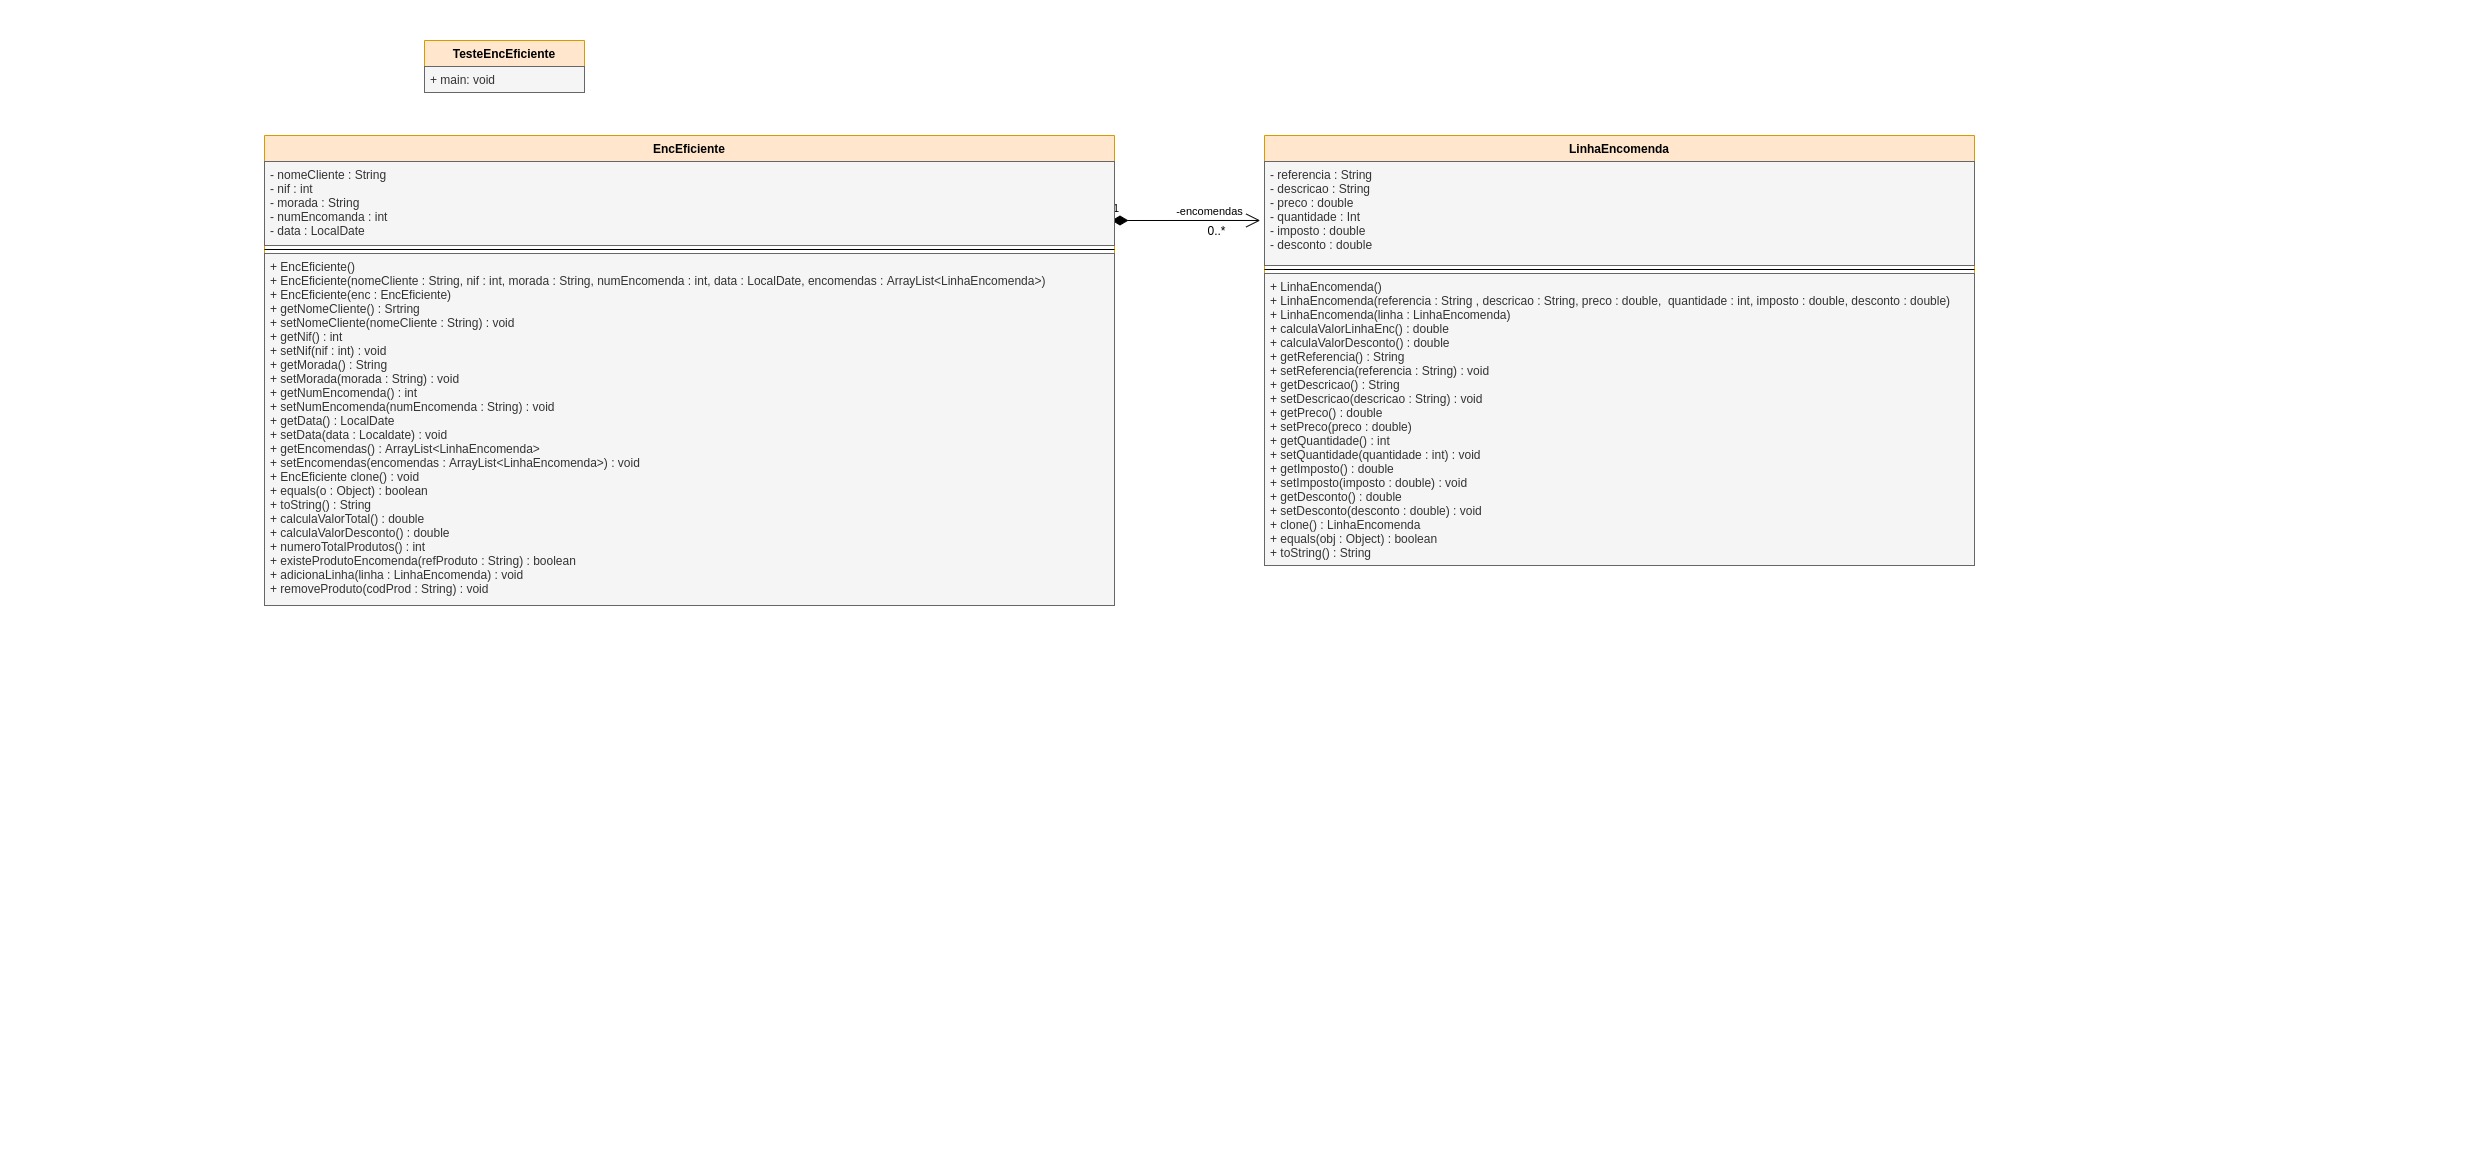 TesteEncEficiente
+ main: void
EncEficiente
- nomeCliente : String
- nif : int
- morada : String
- numEncomanda : int
- data : LocalDate
+ EncEficiente()
+ EncEficiente(nomeCliente : String, nif : int, morada : String, numEncomenda : int, data : LocalDate, encomendas : ArrayList<LinhaEncomenda>)
+ EncEficiente(enc : EncEficiente)
+ getNomeCliente() : Srtring
+ setNomeCliente(nomeCliente : String) : void
+ getNif() : int
+ setNif(nif : int) : void
+ getMorada() : String
+ setMorada(morada : String) : void
+ getNumEncomenda() : int
+ setNumEncomenda(numEncomenda : String) : void
+ getData() : LocalDate
+ setData(data : Localdate) : void
+ getEncomendas() : ArrayList<LinhaEncomenda>
+ setEncomendas(encomendas : ArrayList<LinhaEncomenda>) : void
+ EncEficiente clone() : void
+ equals(o : Object) : boolean
+ toString() : String
+ calculaValorTotal() : double
+ calculaValorDesconto() : double
+ numeroTotalProdutos() : int
+ existeProdutoEncomenda(refProduto : String) : boolean
+ adicionaLinha(linha : LinhaEncomenda) : void
+ removeProduto(codProd : String) : void
1
-encomendas
0..*
LinhaEncomenda
- referencia : String
- descricao : String
- preco : double
- quantidade : Int
- imposto : double
- desconto : double
+ LinhaEncomenda()
+ LinhaEncomenda(referencia : String , descricao : String, preco : double,  quantidade : int, imposto : double, desconto : double)
+ LinhaEncomenda(linha : LinhaEncomenda)
+ calculaValorLinhaEnc() : double
+ calculaValorDesconto() : double
+ getReferencia() : String
+ setReferencia(referencia : String) : void
+ getDescricao() : String
+ setDescricao(descricao : String) : void
+ getPreco() : double
+ setPreco(preco : double)
+ getQuantidade() : int
+ setQuantidade(quantidade : int) : void
+ getImposto() : double
+ setImposto(imposto : double) : void
+ getDesconto() : double
+ setDesconto(desconto : double) : void
+ clone() : LinhaEncomenda
+ equals(obj : Object) : boolean
+ toString() : String